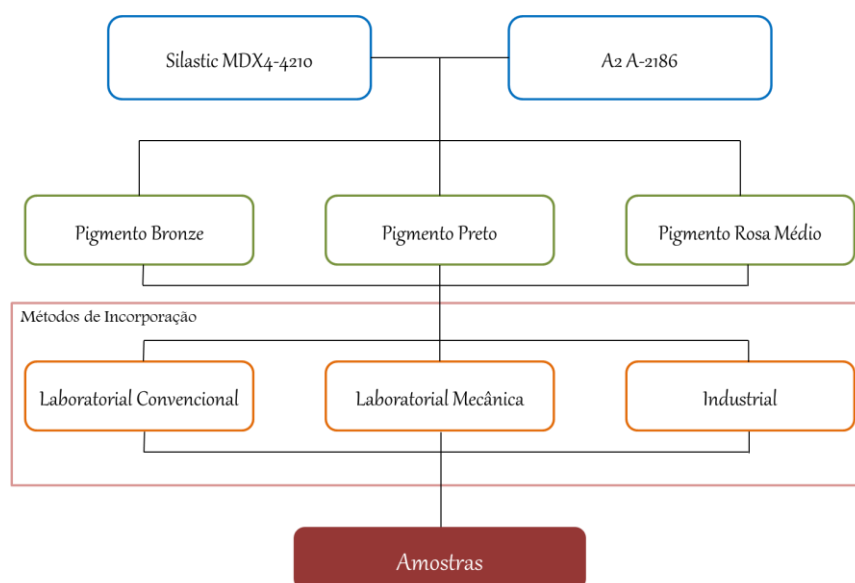 Silastic MDX4-4210
A2 A-2186
Pigmento Bronze
Pigmento Preto
Pigmento Rosa Médio
Métodos de Incorporação
Laboratorial Convencional
Laboratorial Mecânica
Industrial
Amostras